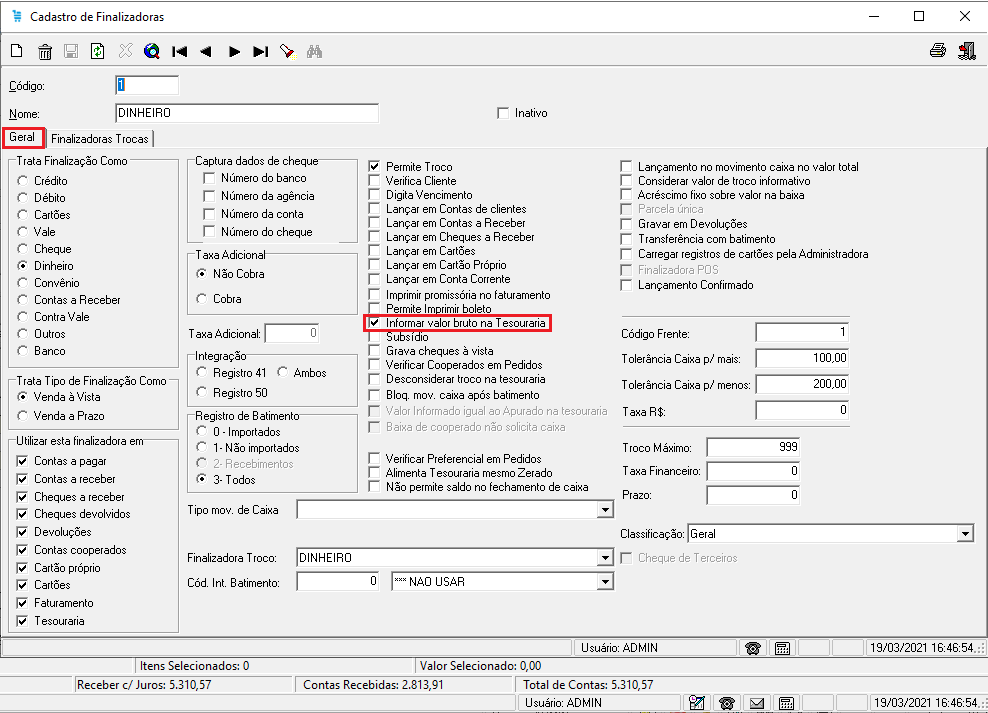 Cadastro de Finalizadoras
Código:
1
Nome:
DINHEIRO
Inativo
Geral
Finalizadoras Trocas
Trata Finalização Como
Crédito
Débito
Cartões
Vale
Cheque
Dinheiro
Convênio
Contas a Receber
Contra Vale
Outros
Banco
Trata Tipo de Finalização Como
Venda à Vista
Venda a Prazo
Utilizar esta finalizadora em
Contas a pagar
Contas a receber
Cheques a receber
Cheques devolvidos
Devoluções
Contas cooperados
Cartão próprio
Cartões
Faturamento
Tesouraria
Captura dados de cheque
Número do banco
Número da agência
Número da conta
Número do cheque
Taxa Adicional
Não Cobra
Cobra
Taxa Adicional:
0
Integração
Registro 41
Ambos
Registro 50
Registro de Batimento
0 - Importados
1- Não importados
2- Recebimentos
3- Todos
Tipo mov. de Caixa
Finalizadora Troco:
DINHEIRO
Cód. Int. Batimento:
0
*** NAO USAR
Permite Troco
Verifica Cliente
Digita Vencimento
Lançar em Contas de clientes
Lançar em Contas a Receber
Lançar em Cheques a Receber
Lançar em Cartões
Lançar em Cartão Próprio
Lançar em Conta Corrente
Imprimir promissória no faturamento
Permite Imprimir boleto
Informar valor bruto na Tesouraria
Subsídio
Grava cheques à vista
Verificar Cooperados em Pedidos
Desconsiderar troco na tesouraria
Bloq. mov. caixa após batimento
Valor Informado igual ao Apurado na tesouraria
Baixa de cooperado não solicita caixa
Verificar Preferencial em Pedidos
Alimenta Tesouraria mesmo Zerado
Não permite saldo no fechamento de caixa
Lançamento no movimento caixa no valor total
Considerar valor de troco informativo
Acréscimo fixo sobre valor na baixa
Parcela única
Gravar em Devoluções
Transferência com batimento
Carregar registros de cartões pela Administradora
Finalizadora POS
Lançamento Confirmado
Código Frente:
1
Tolerância Caixa p/ mais:
100,00
Tolerância Caixa p/ menos:
200,00
Taxa R$:
0
Troco Máximo:
999
Taxa Financeiro:
0
Prazo:
0
Classificação:
Geral
Cheque de Terceiros
Usuário: ADMIN
19/03/2021 16:46:54
Itens Selecionados: 0
Valor Selecionado: 0,00
Receber c/ Juros: 5.310,57
Contas Recebidas: 2.813,91
Total de Contas: 5.310,57
Usuário: ADMIN
19/03/2021 16:46:54